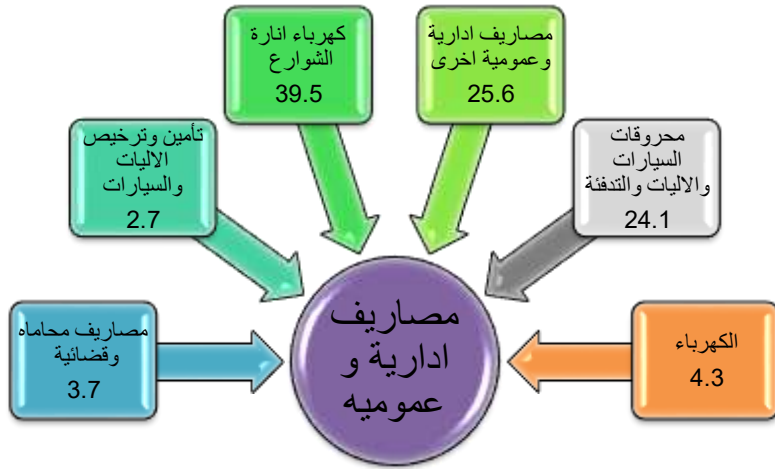 كهرباء انارة
الشوارع
39.5
مصاريف ادارية
وعمومية اخرى
25.6
تأمين وترخيص
الاليات
والسيارات
2.7
محروقات
السيارات
والاليات والتدفئة
24.1
مصاريف محاماه
وقضائية
3.7
مصاريف
ادارية و
عموميه
الكهرباء
4.3